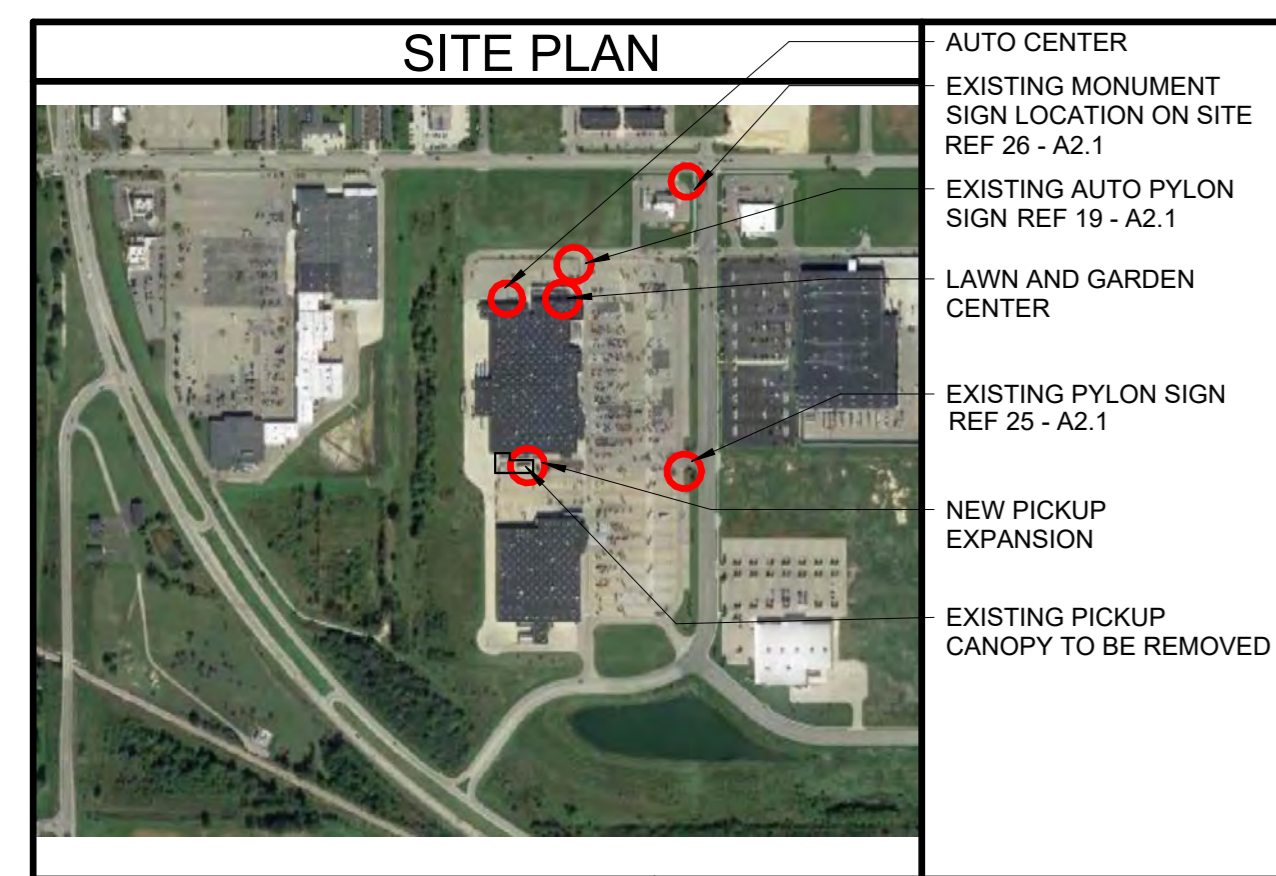 SITE PLAN
AUTO CENTER
EXISTING MONUMENT
SIGN LOCATION ON SITE
REF 26 - A2.1
EXISTING AUTO PYLON
SIGN REF 19 - A2.1
LAWN AND GARDEN
CENTER
EXISTING PYLON SIGN
REF 25 - A2.1
NEW PICKUP
EXPANSION
EXISTING PICKUP
CANOPY TO BE REMOVED